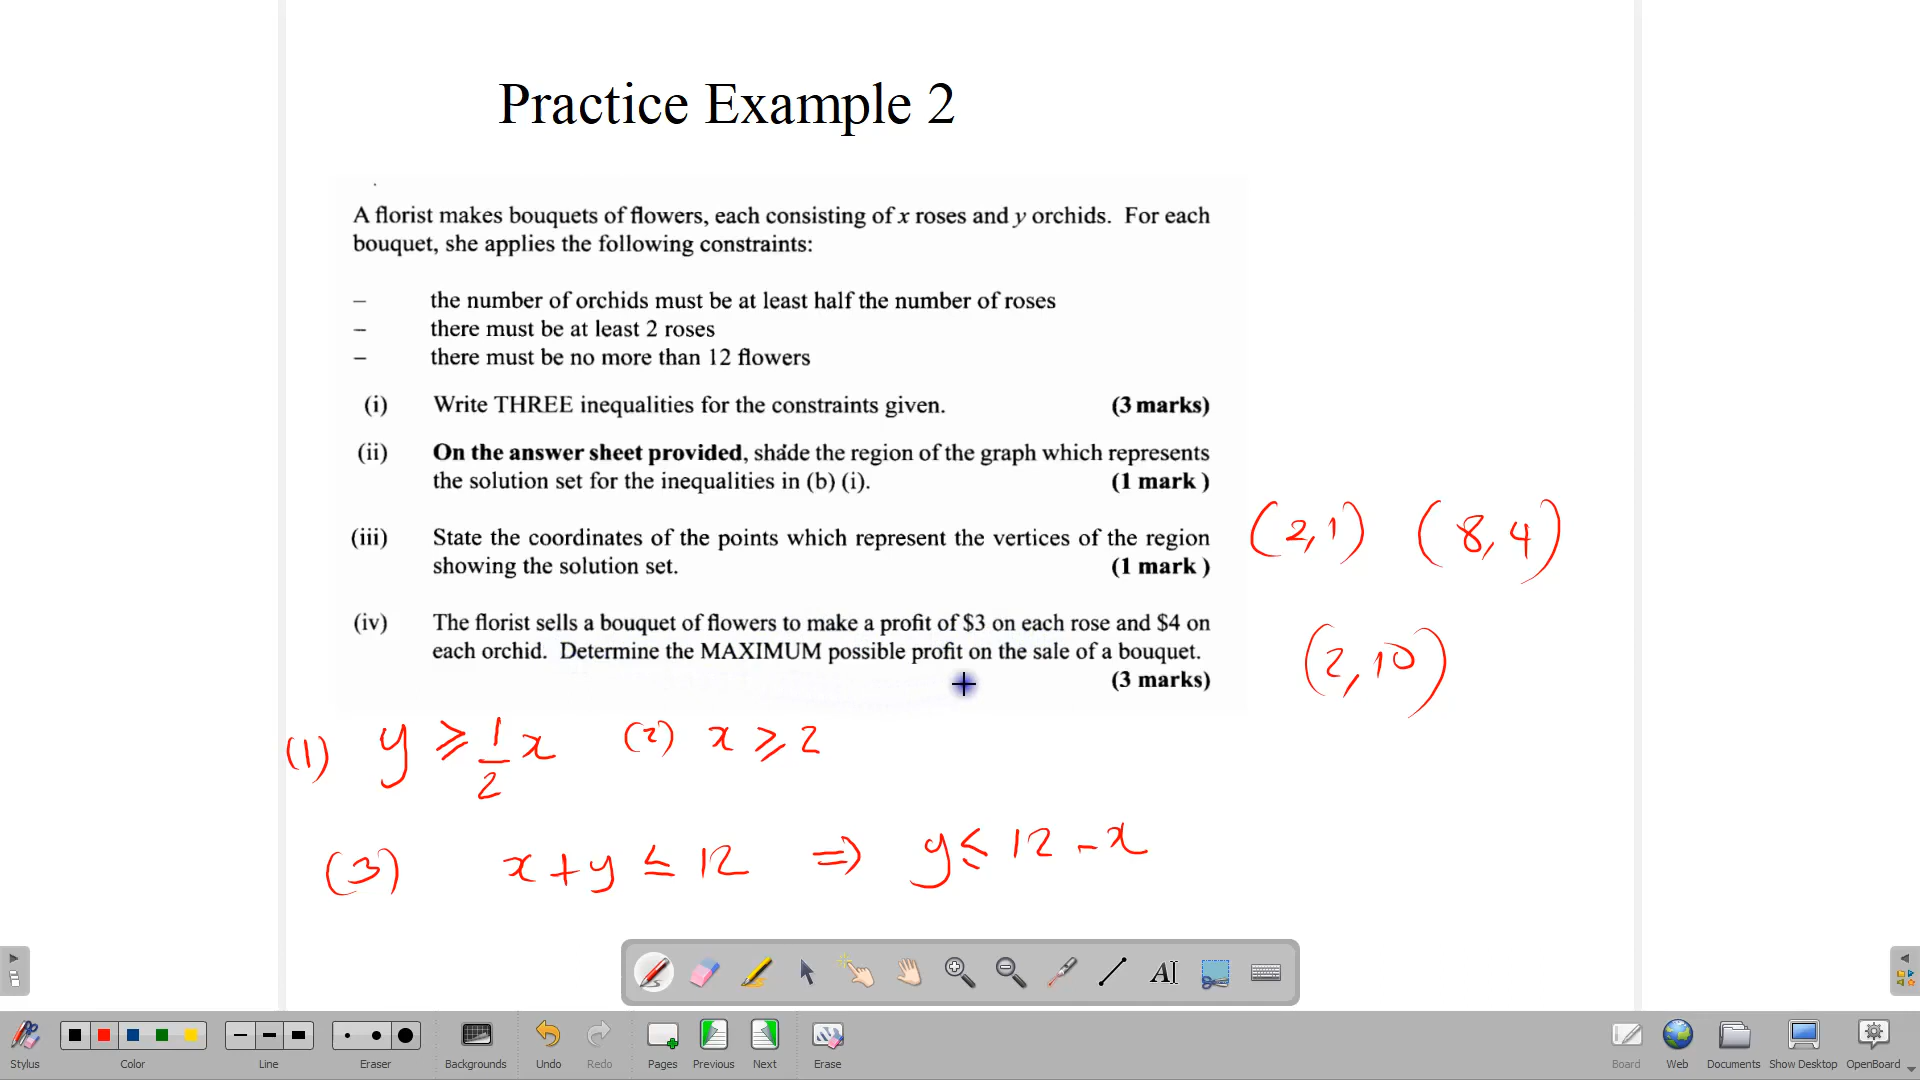 Practice Example 2
A florist makes bouquets of flowers, each consisting of x roses and y orchids. For each
bouquet, she applies the following constraints:
– the number of orchids must be at least half the number of roses
– there must be at least 2 roses
– there must be no more than 12 flowers
(i) Write THREE inequalities for the constraints given. (3 marks)
(ii) On the answer sheet provided, shade the region of the graph which represents
the solution set for the inequalities in (b) (i). (1 mark )
(iii) State the coordinates of the points which represent the vertices of the region
showing the solution set. (1 mark )
(2,1) (8,4)
(iv) The florist sells a bouquet of flowers to make a profit of $3 on each rose and $4 on
each orchid. Determine the MAXIMUM possible profit on the sale of a bouquet.
(3 marks)
(2,10)
(1) y ⩾ 1/2 x (2) x ⩾ 2
(3) x+y ≤ 12 ⇒ y ≤ 12 - x
AI
Stylus Color Line Eraser Backgrounds Undo Redo Pages Previous Next Erase Board Web Documents Show Desktop OpenBoard